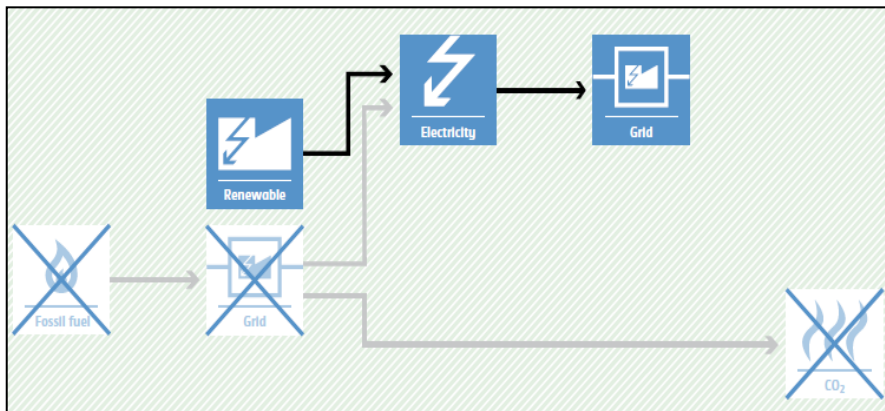 Electricity
Grid
Renewable
Fossil fuel
Grid
CO₂